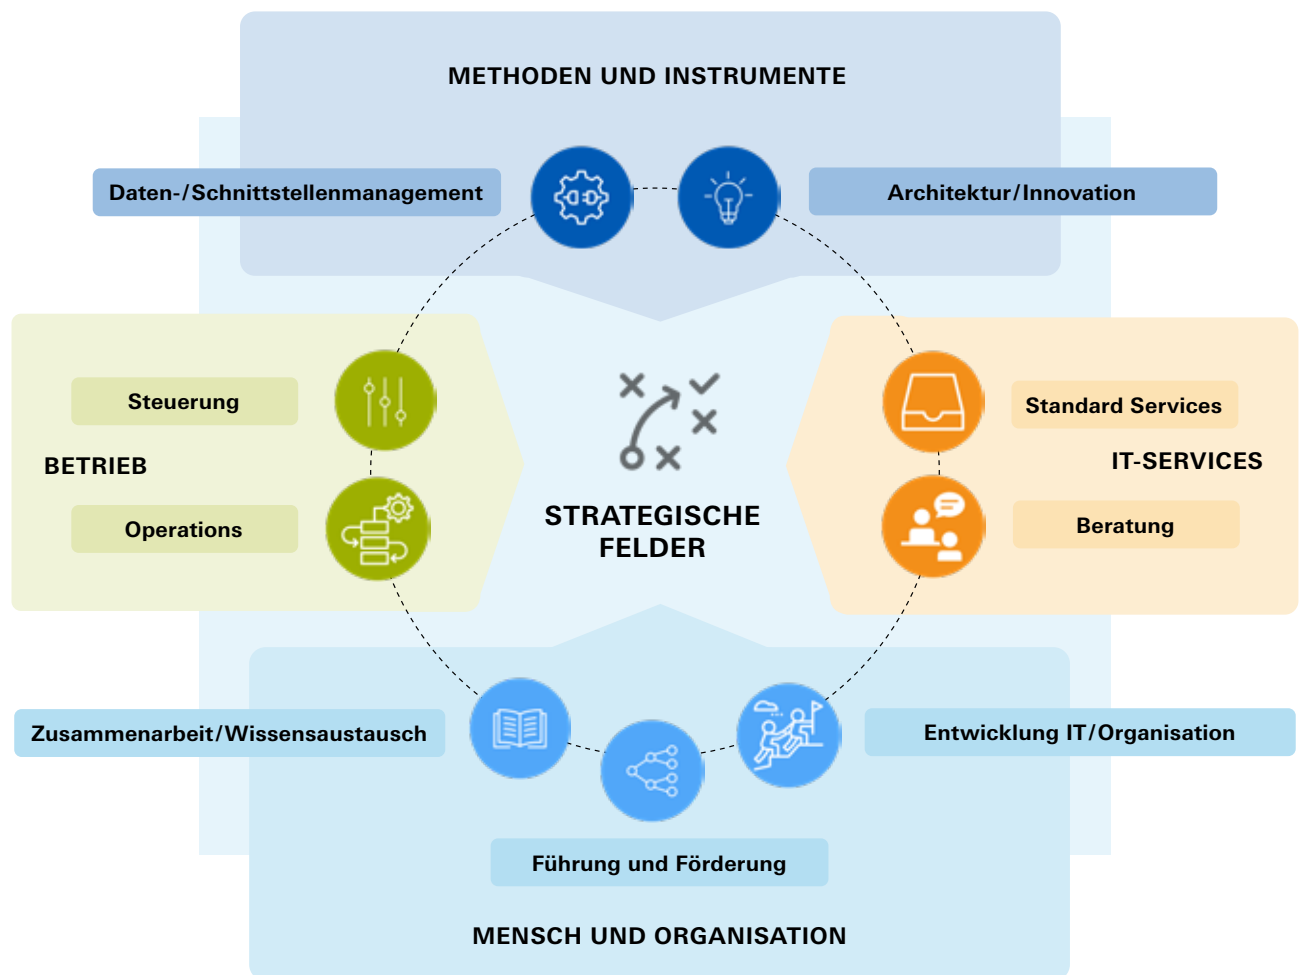 METHODEN UND INSTRUMENTE
Daten-/Schnittstellenmanagement
Architektur/Innovation
Steuerung
BETRIEB
Operations
STRATEGISCHE
FELDER
Standard Services
IT-SERVICES
Beratung
Zusammenarbeit/Wissensaustausch
Entwicklung IT/Organisation
Führung und Förderung
MENSCH UND ORGANISATION